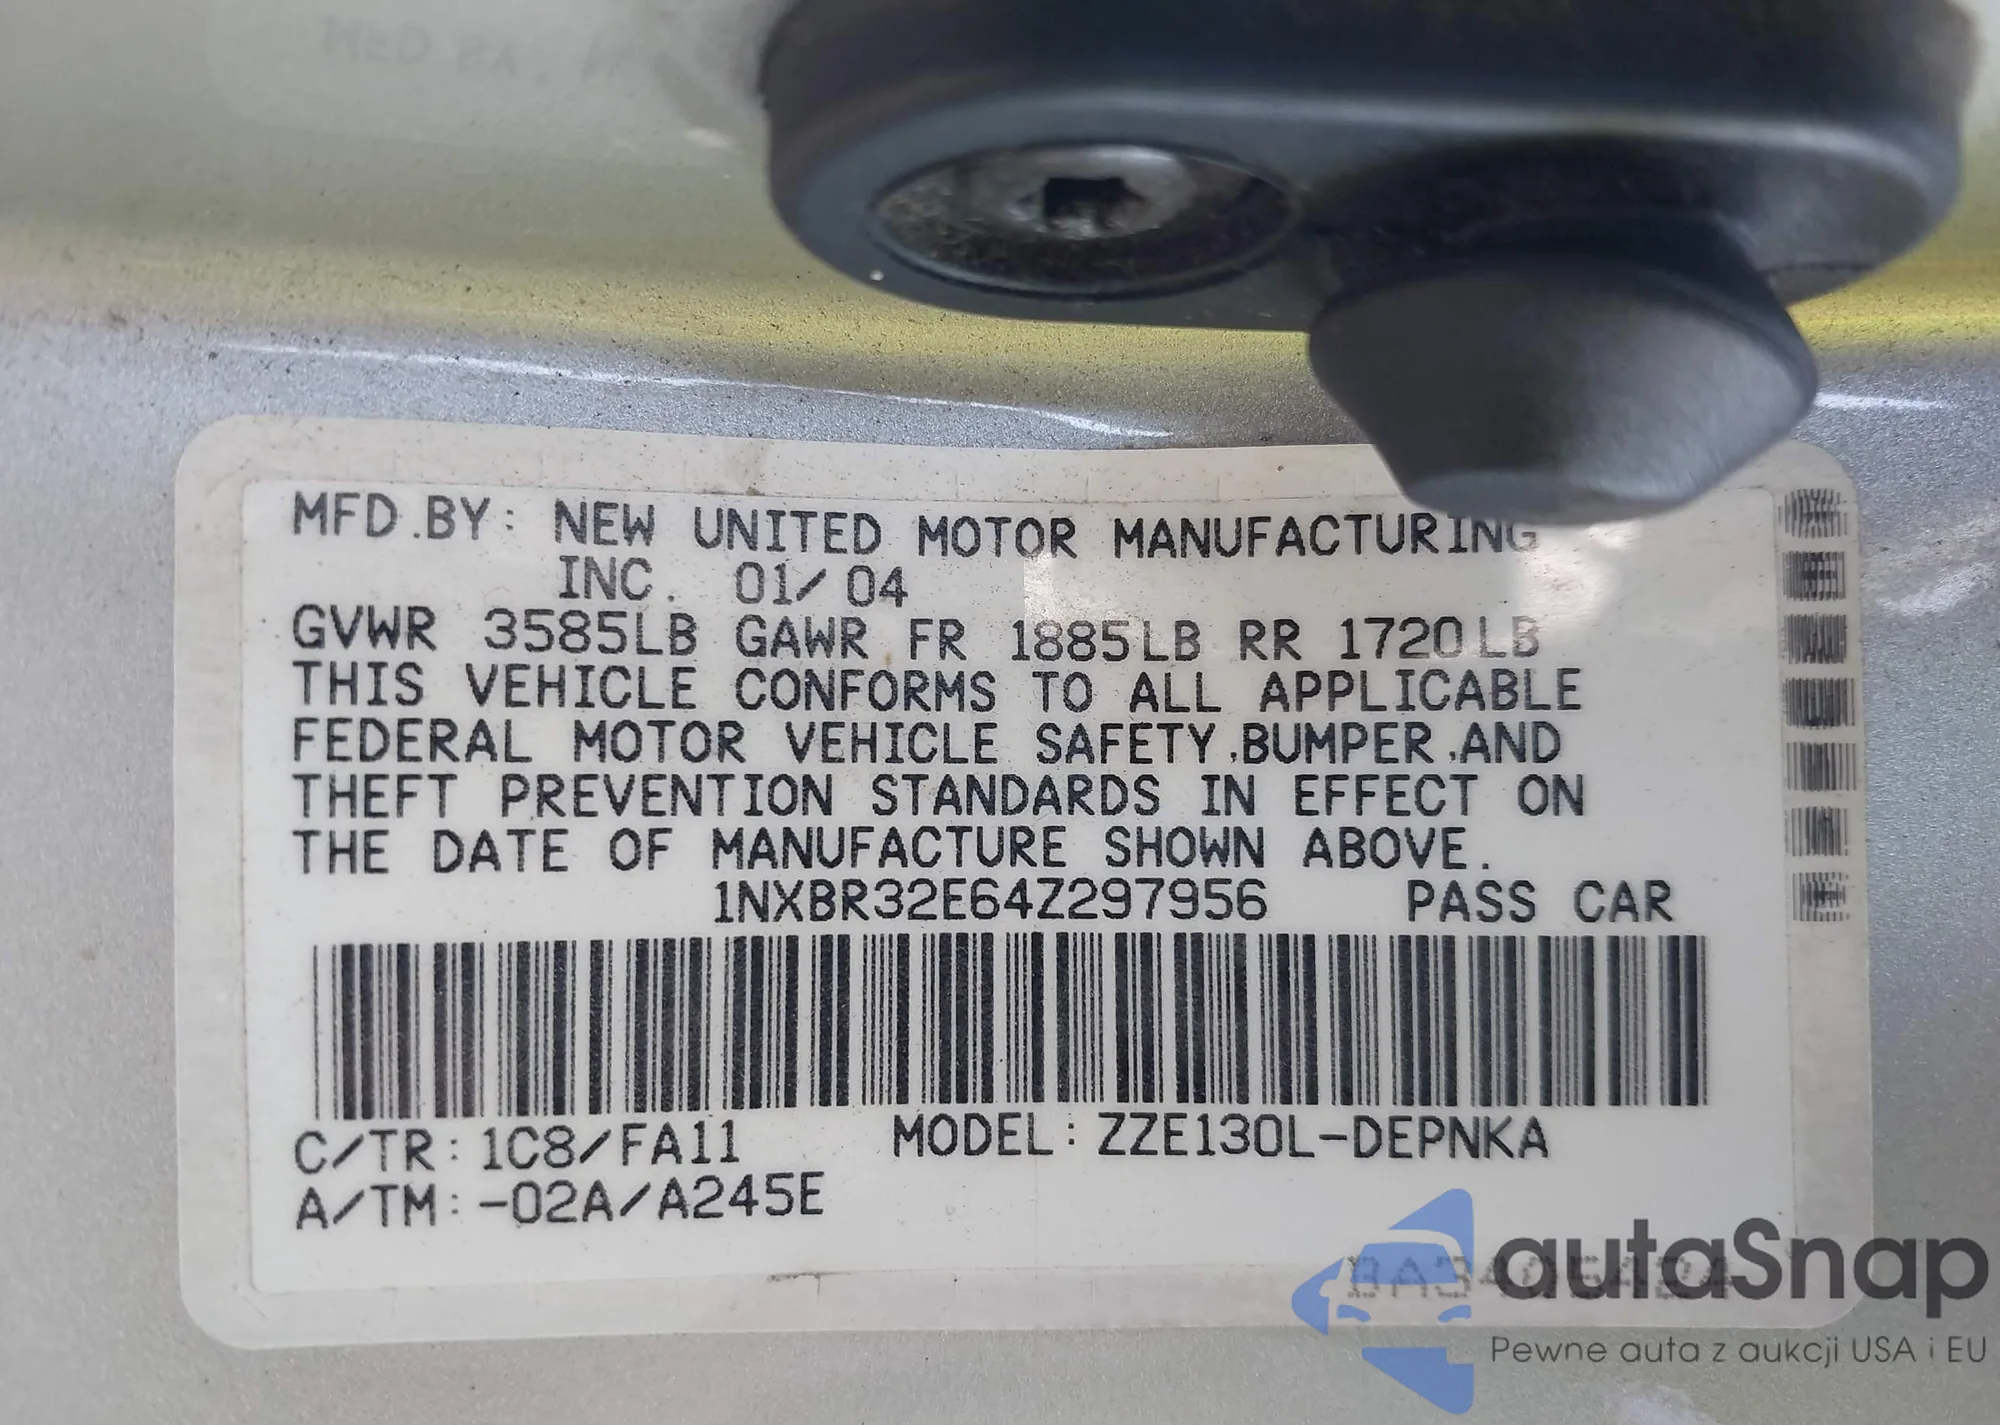 MFD.BY: NEW UNITED MOTOR MANUFACTURING
INC. 01/04
GVWR 3585LB GAWR FR 1885LB RR 1720LB
THIS VEHICLE CONFORMS TO ALL APPLICABLE
FEDERAL MOTOR VEHICLE SAFETY,BUMPER,AND
THEFT PREVENTION STANDARDS IN EFFECT ON
THE DATE OF MANUFACTURE SHOWN ABOVE.
1NXBR32E64Z297956 PASS CAR
C/TR: 1C8/FA11 MODEL: ZZE130L-DEPNKA
A/TM: -02A/A245E
autaSnap
Pewne auta z aukcji USA i EU